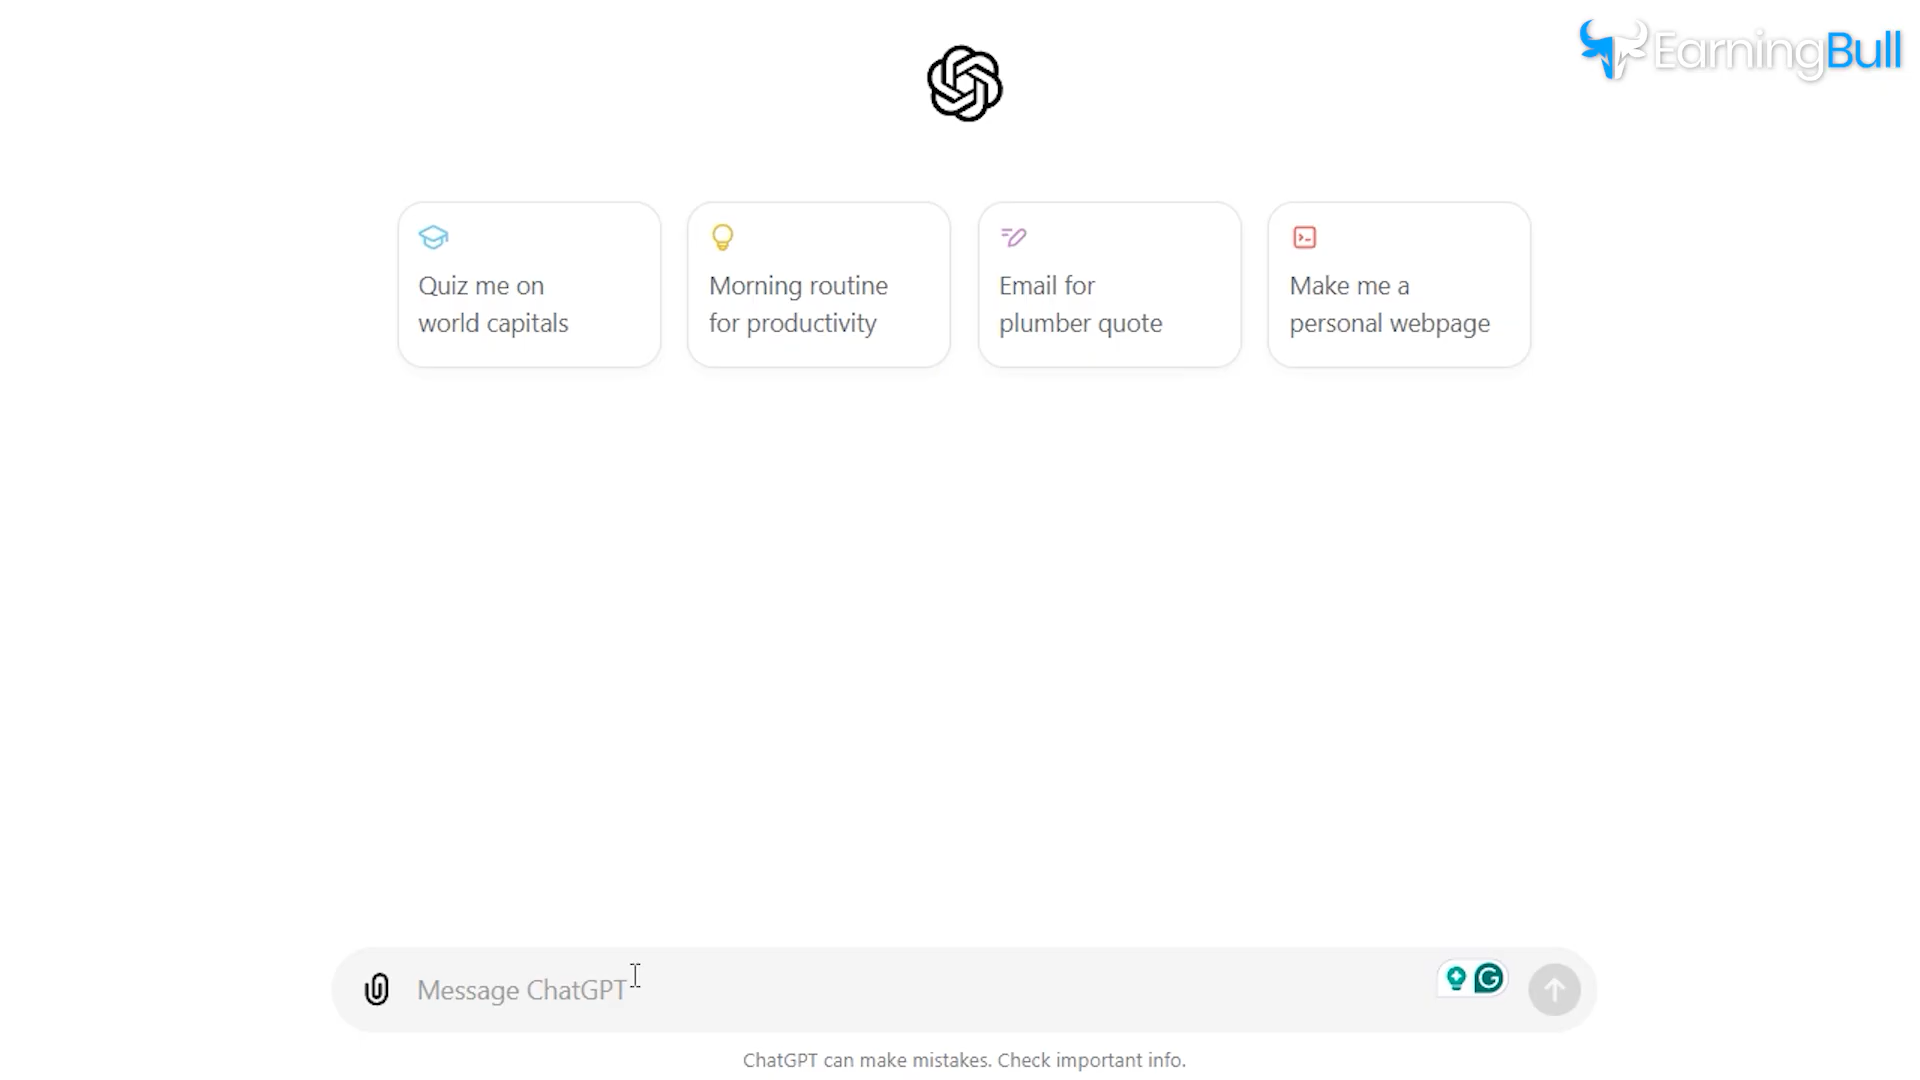 EarningBull
Quiz me on
world capitals
Morning routine
for productivity
Email for
plumber quote
Make me a
personal webpage
Message ChatGPT
ChatGPT can make mistakes. Check important info.